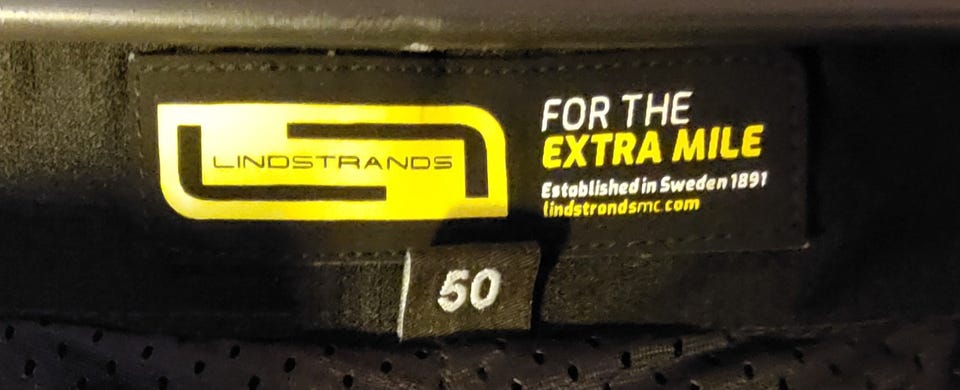 LINDSTRANDS
FOR THE
EXTRA MILE
Established in Sweden 1891
lindstrandsmc.com
50